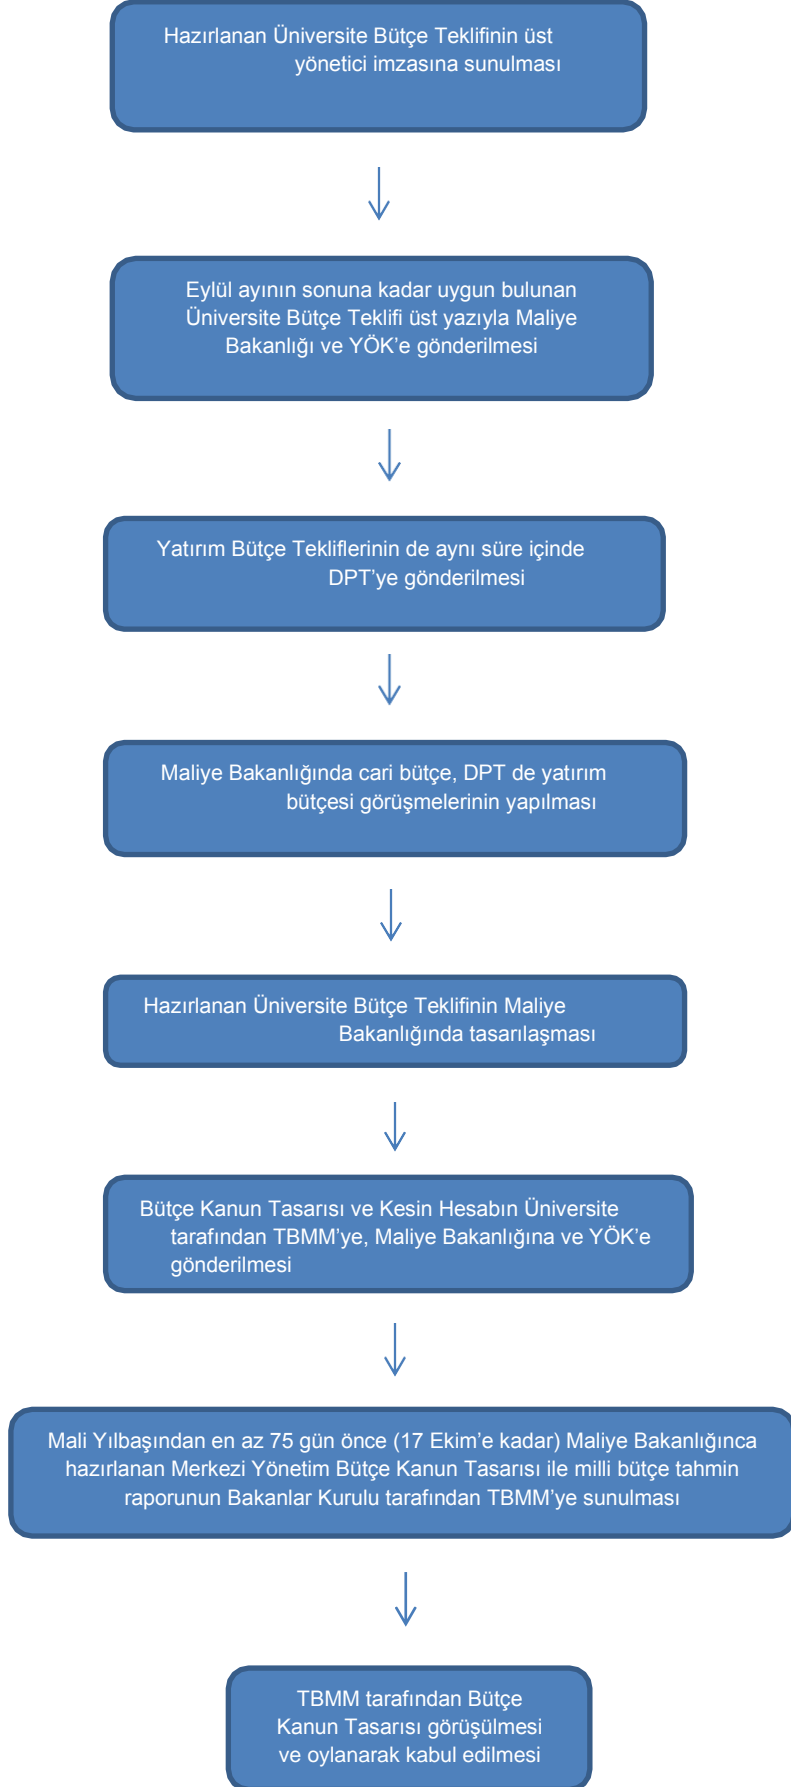 Hazırlanan Üniversite Bütçe Teklifinin üst
yönetici imzasına sunulması
Eylül ayının sonuna kadar uygun bulunan
Üniversite Bütçe Teklifi üst yazıyla Maliye
Bakanlığı ve YÖK’e gönderilmesi
Yatırım Bütçe Tekliflerinin de aynı süre içinde
DPT’ye gönderilmesi
Maliye Bakanlığında cari bütçe, DPT de yatırım
bütçesi görüşmelerinin yapılması
Hazırlanan Üniversite Bütçe Teklifinin Maliye
Bakanlığında tasarılaşması
Bütçe Kanun Tasarısı ve Kesin Hesabın Üniversite
tarafından TBMM’ye, Maliye Bakanlığına ve YÖK’e
gönderilmesi
Mali Yılbaşından en az 75 gün önce (17 Ekim’e kadar) Maliye Bakanlığınca
hazırlanan Merkezi Yönetim Bütçe Kanun Tasarısı ile milli bütçe tahmin
raporunun Bakanlar Kurulu tarafından TBMM’ye sunulması
TBMM tarafından Bütçe
Kanun Tasarısı görüşülmesi
ve oylanarak kabul edilmesi